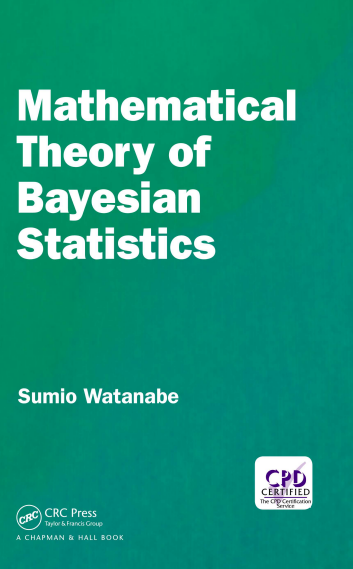 Mathematical
Theory of
Bayesian
Statistics
Sumio Watanabe
CPD
CERTIFIED
The CPD Certification
Service
CRC
CRC Press
Taylor & Francis Group
A CHAPMAN & HALL BOOK